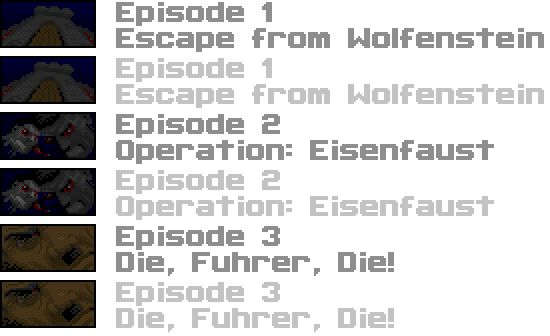 Episode 1
Escape from Wolfenstein
Episode 1
Escape from Wolfenstein
Episode 2
Operation: Eisenfaust
Episode 2
Operation: Eisenfaust
Episode 3
Die, Fuhrer, Die!
Episode 3
Die, Fuhrer, Die!